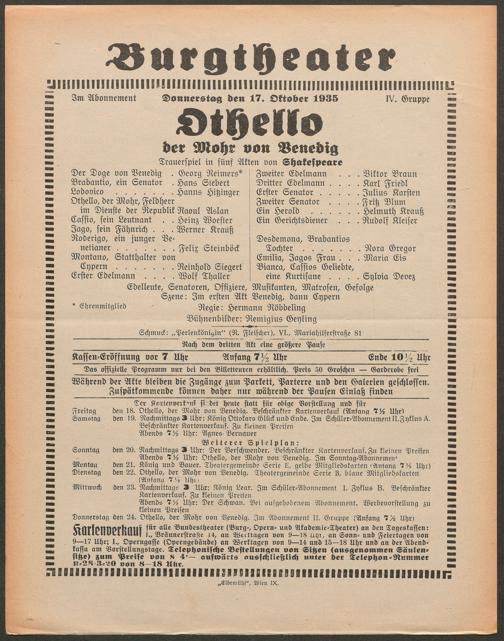 Burgtheater
Im Abonnement Donnerstag den 17. Oktober 1935 IV. Gruppe
Othello
der Mohr von Venedig
Trauerspiel in fünf Akten von Shakespeare
Der Doge von Venedig . Georg Reimers*
Brabantio, ein Senator . Hans Siebert
Lodovico . . . . . Hanns Hitzinger
Othello, der Mohr, Feldherr
im Dienste der Republik Raoul Aslan
Cassio, sein Leutnant . . Heinz Woester
Jago, sein Fähnrich . . . Werner Krauß
Roderigo, ein junger Ve-
netianer . . . . . Felix Steinböck
Montano, Statthalter von
Cypern . . . . . Reinhold Siegert
Erster Edelmann . . . Wolf Thaller
Zweiter Edelmann . . . Viktor Braun
Dritter Edelmann . . . Karl Friedl
Erster Senator . . . . Julius Karsten
Zweiter Senator . . . . Fritz Blum
Ein Herold . . . . . Helmuth Krauß
Ein Gerichtsdiener . . . Rudolf Kleiser
Desdemona, Brabantios
Tochter . . . . . Nora Gregor
Emilia, Jagos Frau . . . Maria Eis
Bianca, Cassios Geliebte,
eine Kurtisane . . . Sylvia Devez
Edelleute, Senatoren, Offiziere, Musikanten, Matrosen, Gefolge
Szene: Im ersten Akt Venedig, dann Cypern
* Ehrenmitglied Regie: Hermann Röbbeling
Bühnenbilder: Remigius Geyling
Schmuck: „Perlenkönigin" (R. Fleischer), VI., Mariahilferstraße 81
Nach dem dritten Akt eine größere Pause
Kassen-Eröffnung vor 7 Uhr Anfang 7½ Uhr Ende 10½ Uhr
Das offizielle Programm nur bei den Billetteuren erhältlich. Preis 50 Groschen — Garderobe frei
Während der Akte bleiben die Zugänge zum Parkett, Parterre und den Galerien geschlossen.
Zuspätkommende können daher nur während der Pausen Einlaß finden
Der Kartenverkauf findet heute statt für obige Vorstellung und für
Freitag den 18. Othello, der Mohr von Venedig. Beschränkter Kartenverkauf (Anfang 7½ Uhr)
Samstag den 19. Nachmittags 3 Uhr: König Ottokars Glück und Ende. Im Schüler-Abonnement II. Zyklus A.
Beschränkter Kartenverkauf. Zu kleinen Preisen
Abends 7½ Uhr: Agnes Bernauer
Weiterer Spielplan:
Sonntag den 20. Nachmittags 3 Uhr: Der Verschwender. Beschränkter Kartenverkauf. Zu kleinen Preisen
Abends 7½ Uhr: Othello, der Mohr von Venedig. Im Sonntag-Abonnement
Montag den 21. König und Bauer. Theatergemeinde Serie E, gelbe Mitgliedskarten (Anfang 7½ Uhr)
Dienstag den 22. Othello, der Mohr von Venedig. Theatergemeinde Serie B, blaue Mitgliedskarten
(Anfang 7½ Uhr)
Mittwoch den 23. Nachmittags 3 Uhr: König Lear. Im Schüler-Abonnement I. Zyklus B. Beschränkter
Kartenverkauf. Zu kleinen Preisen
Abends 7½ Uhr: Der Schwan. Bei aufgehobenem Abonnement. Werbevorstellung zu
kleinen Preisen
Donnerstag den 24. Othello, der Mohr von Venedig. Im Abonnement II. Gruppe (Anfang 7½ Uhr)
Kartenverkauf für alle Bundestheater (Burg-, Opern- und Akademie-Theater) an den Tageskassen:
I., Bräunerstraße 14, an Werktagen von 9—18 Uhr, an Sonn- und Feiertagen von
9—17 Uhr; I., Operngasse (Operngebäude) an Werktagen von 9—14 und 15—18 Uhr und an der Abend-
kassa am Vorstellungstage. Telephonische Bestellungen von Sitzen (ausgenommen Säulen-
sitze) zum Preise von S 4·— aufwärts ausschließlich unter der Telephon-Nummer
R-28-3-20 von 8—18 Uhr.
„Elbemühl", Wien IX.